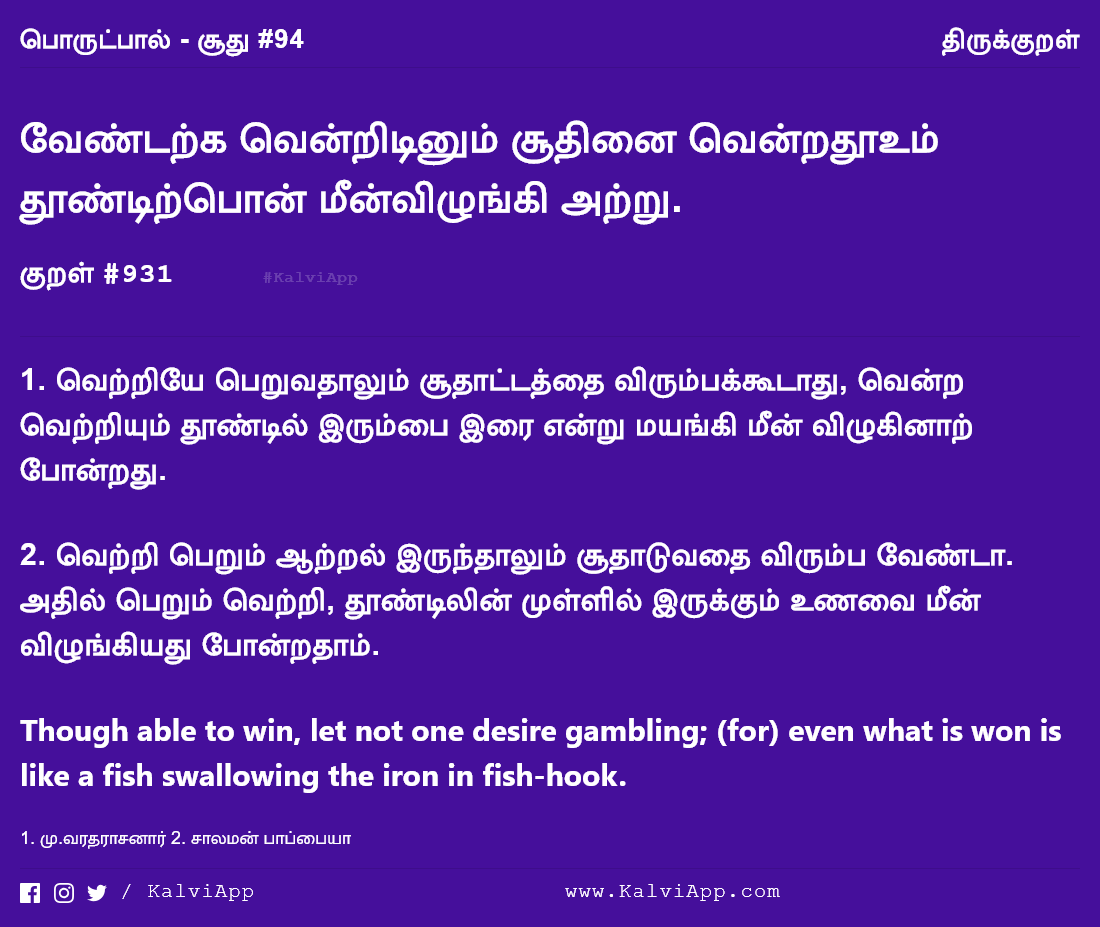 பொருட்பால் - சூது #94 திருக்குறள்
வேண்டற்க வென்றிடினும் சூதினை வென்றதூஉம்
தூண்டிற்பொன் மீன்விழுங்கி அற்று.
குறள் #931 #KalviApp
1. வெற்றியே பெறுவதாலும் சூதாட்டத்தை விரும்பக்கூடாது, வென்ற
வெற்றியும் தூண்டில் இரும்பை இரை என்று மயங்கி மீன் விழுகினாற்
போன்றது.
2. வெற்றி பெறும் ஆற்றல் இருந்தாலும் சூதாடுவதை விரும்ப வேண்டா.
அதில் பெறும் வெற்றி, தூண்டிலின் முள்ளில் இருக்கும் உணவை மீன்
விழுங்கியது போன்றதாம்.
Though able to win, let not one desire gambling; (for) even what is won is
like a fish swallowing the iron in fish-hook.
1. மு.வரதராசனார் 2. சாலமன் பாப்பையா
/ KalviApp www.KalviApp.com